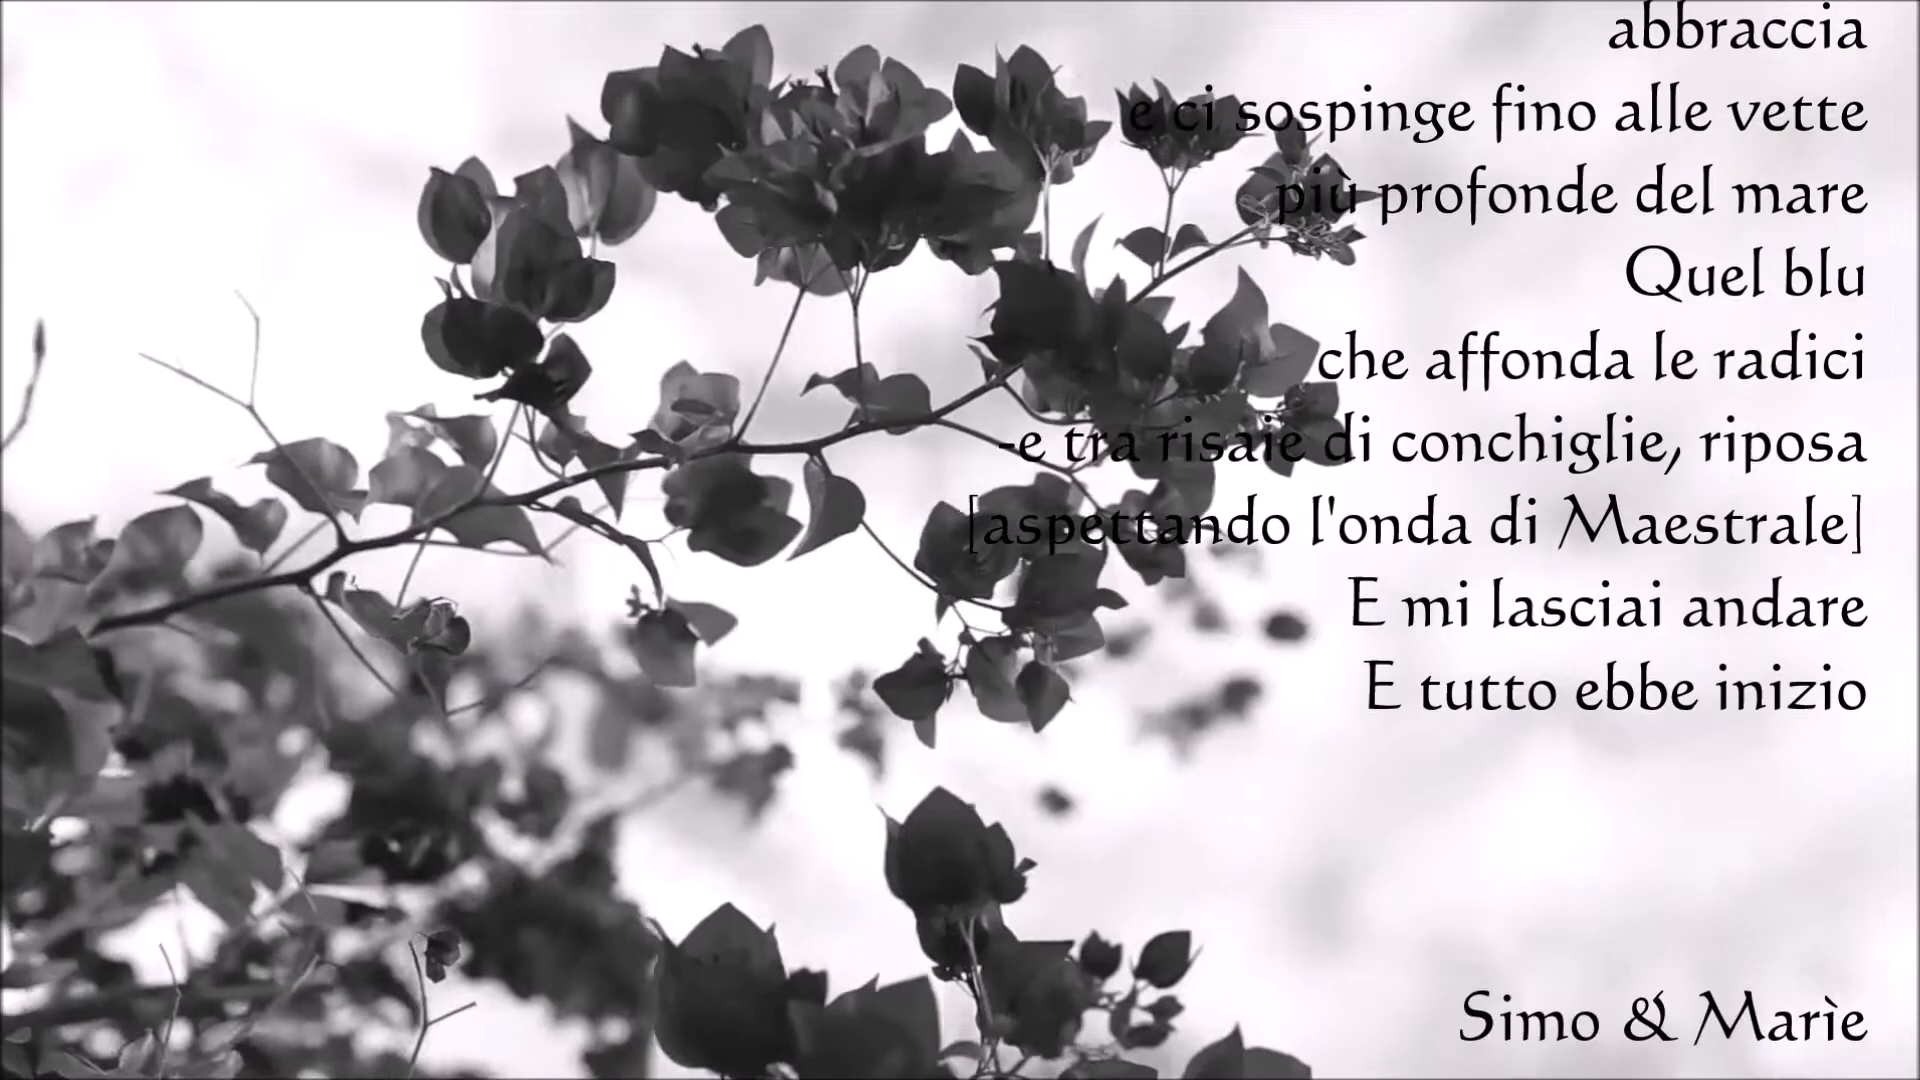 abbraccia
e ci sospinge fino alle vette
più profonde del mare
Quel blu
che affonda le radici
-e tra risaie di conchiglie, riposa
[aspettando l'onda di Maestrale]
E mi lasciai andare
E tutto ebbe inizio
Simo & Marìe